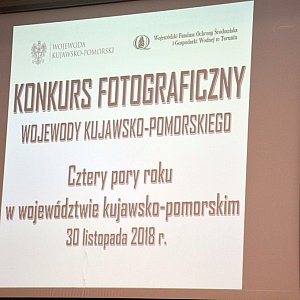 WOJEWODA
KUJAWSKO-POMORSKI
Wojewódzki Fundusz Ochrony Środowiska
i Gospodarki Wodnej w Toruniu
KONKURS FOTOGRAFICZNY
WOJEWODY KUJAWSKO-POMORSKIEGO
Cztery pory roku
w województwie kujawsko-pomorskim
30 listopada 2018 r.